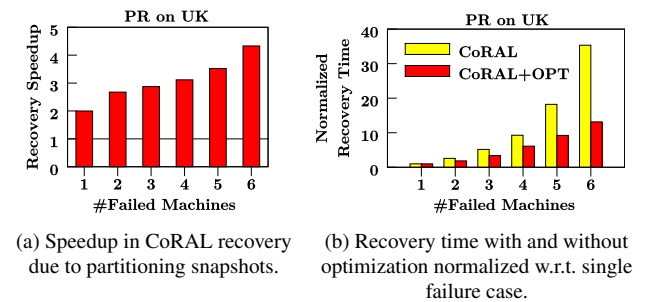 PR on UK
5
4
3
2
1
0
Recovery Speedup
1 2 3 4 5 6
#Failed Machines
(a) Speedup in CoRAL recovery
due to partitioning snapshots.
PR on UK
40
30
20
10
0
Normalized
Recovery Time
CoRAL
CoRAL+OPT
1 2 3 4 5 6
#Failed Machines
(b) Recovery time with and without
optimization normalized w.r.t. single
failure case.